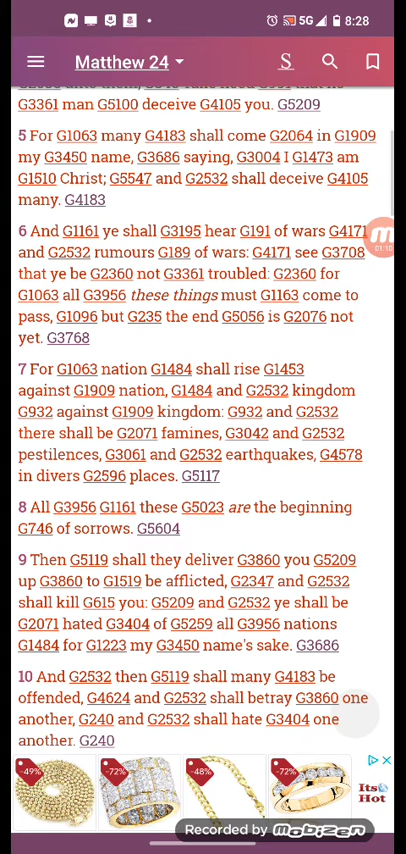 5G 8:28
Matthew 24 S
G3361 man G5100 deceive G4105 you. G5209
5 For G1063 many G4183 shall come G2064 in G1909
my G3450 name, G3686 saying, G3004 I G1473 am
G1510 Christ; G5547 and G2532 shall deceive G4105
many. G4183
6 And G1161 ye shall G3195 hear G191 of wars G4171
and G2532 rumours G189 of wars: G4171 see G3708
01:10
that ye be G2360 not G3361 troubled: G2360 for
G1063 all G3956 these things must G1163 come to
pass, G1096 but G235 the end G5056 is G2076 not
yet. G3768
7 For G1063 nation G1484 shall rise G1453
against G1909 nation, G1484 and G2532 kingdom
G932 against G1909 kingdom: G932 and G2532
there shall be G2071 famines, G3042 and G2532
pestilences, G3061 and G2532 earthquakes, G4578
in divers G2596 places. G5117
8 All G3956 G1161 these G5023 are the beginning
G746 of sorrows. G5604
9 Then G5119 shall they deliver G3860 you G5209
up G3860 to G1519 be afflicted, G2347 and G2532
shall kill G615 you: G5209 and G2532 ye shall be
G2071 hated G3404 of G5259 all G3956 nations
G1484 for G1223 my G3450 name's sake. G3686
10 And G2532 then G5119 shall many G4183 be
offended, G4624 and G2532 shall betray G3860 one
another, G240 and G2532 shall hate G3404 one
another. G240
-49% -72% -48% -72%
Its
Hot
Recorded by mobizen